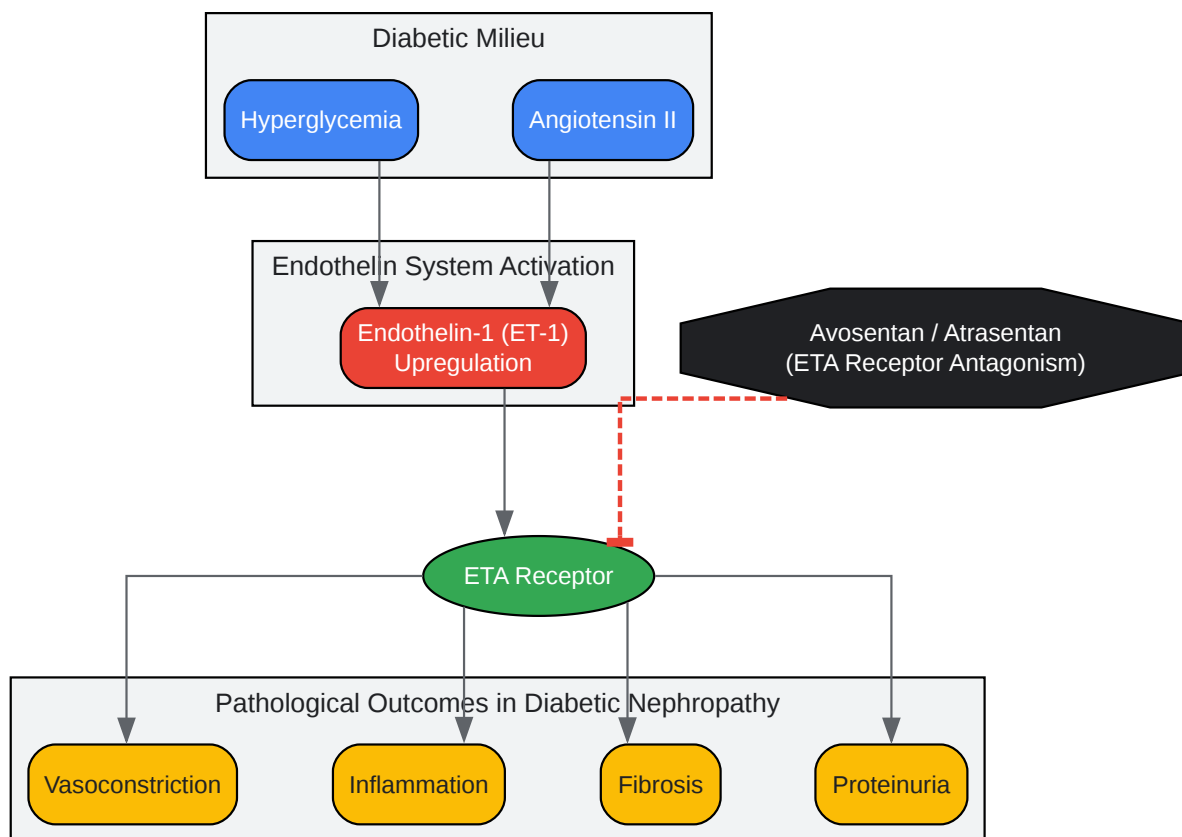 Diabetic Milieu
Hyperglycemia
Angiotensin II
Endothelin System Activation
Endothelin-1 (ET-1)
Upregulation
Avosentan / Atrasentan
(ETA Receptor Antagonism)
ETA Receptor
Pathological Outcomes in Diabetic Nephropathy
Vasoconstriction
Inflammation
Fibrosis
Proteinuria